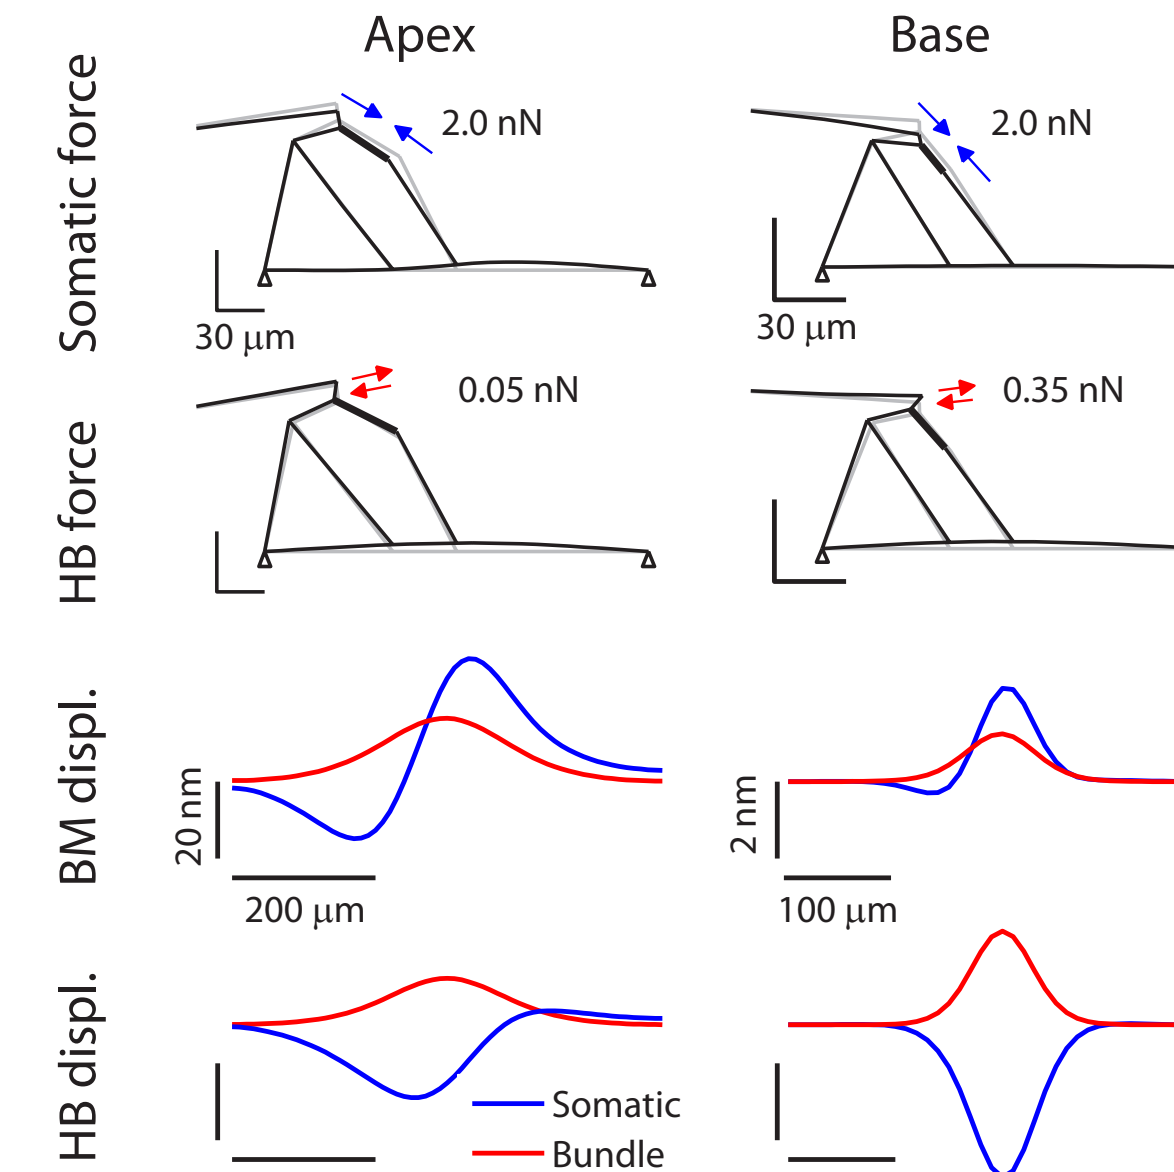 Apex
Base
Somatic force
2.0 nN
2.0 nN
30 μm
30 μm
HB force
0.05 nN
0.35 nN
BM displ.
20 nm
2 nm
200 μm
100 μm
HB displ.
Somatic
Bundle